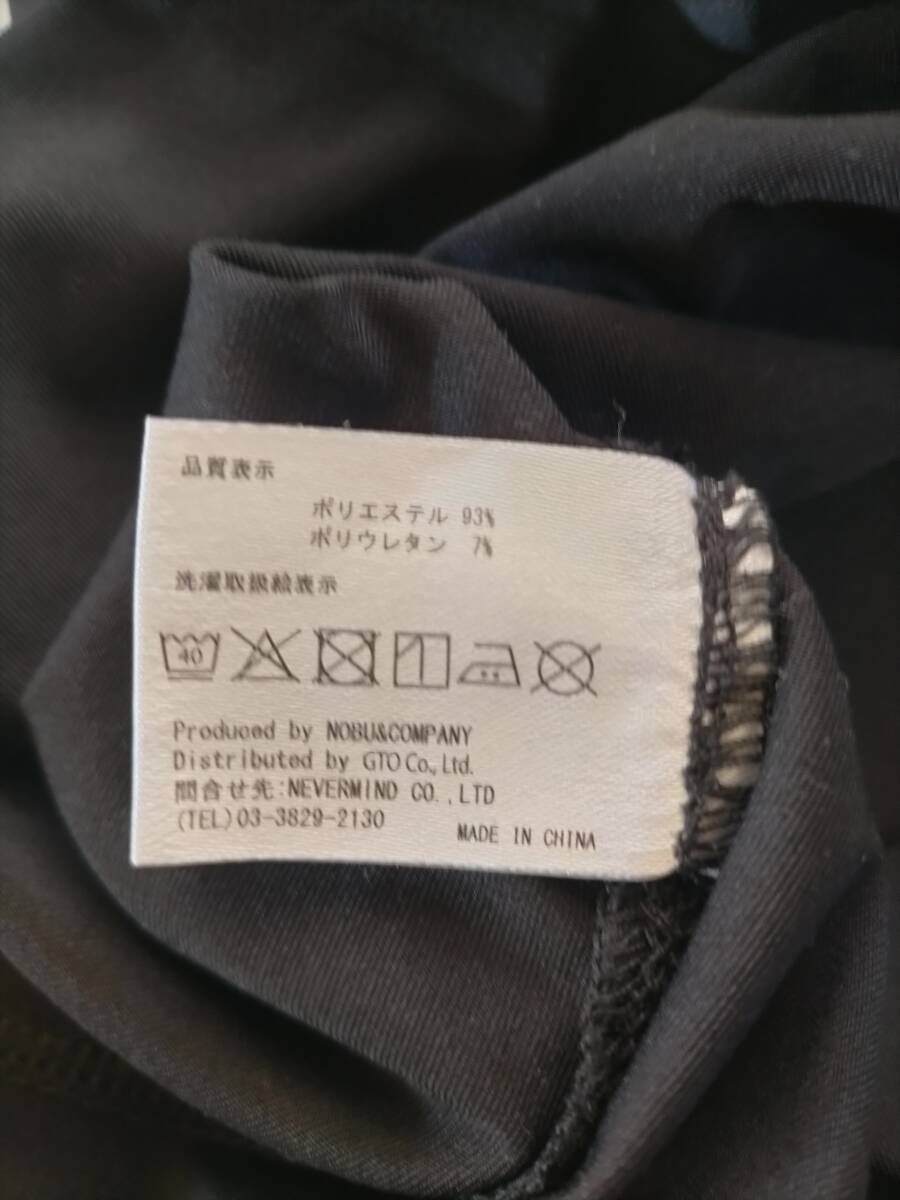 品質表示
ポリエステル 93%
ポリウレタン 7%
洗濯取扱絵表示
40
Produced by NOBU&COMPANY
Distributed by GTO Co., Ltd.
問合せ先:NEVERMIND CO.,LTD
(TEL)03-3829-2130
MADE IN CHINA